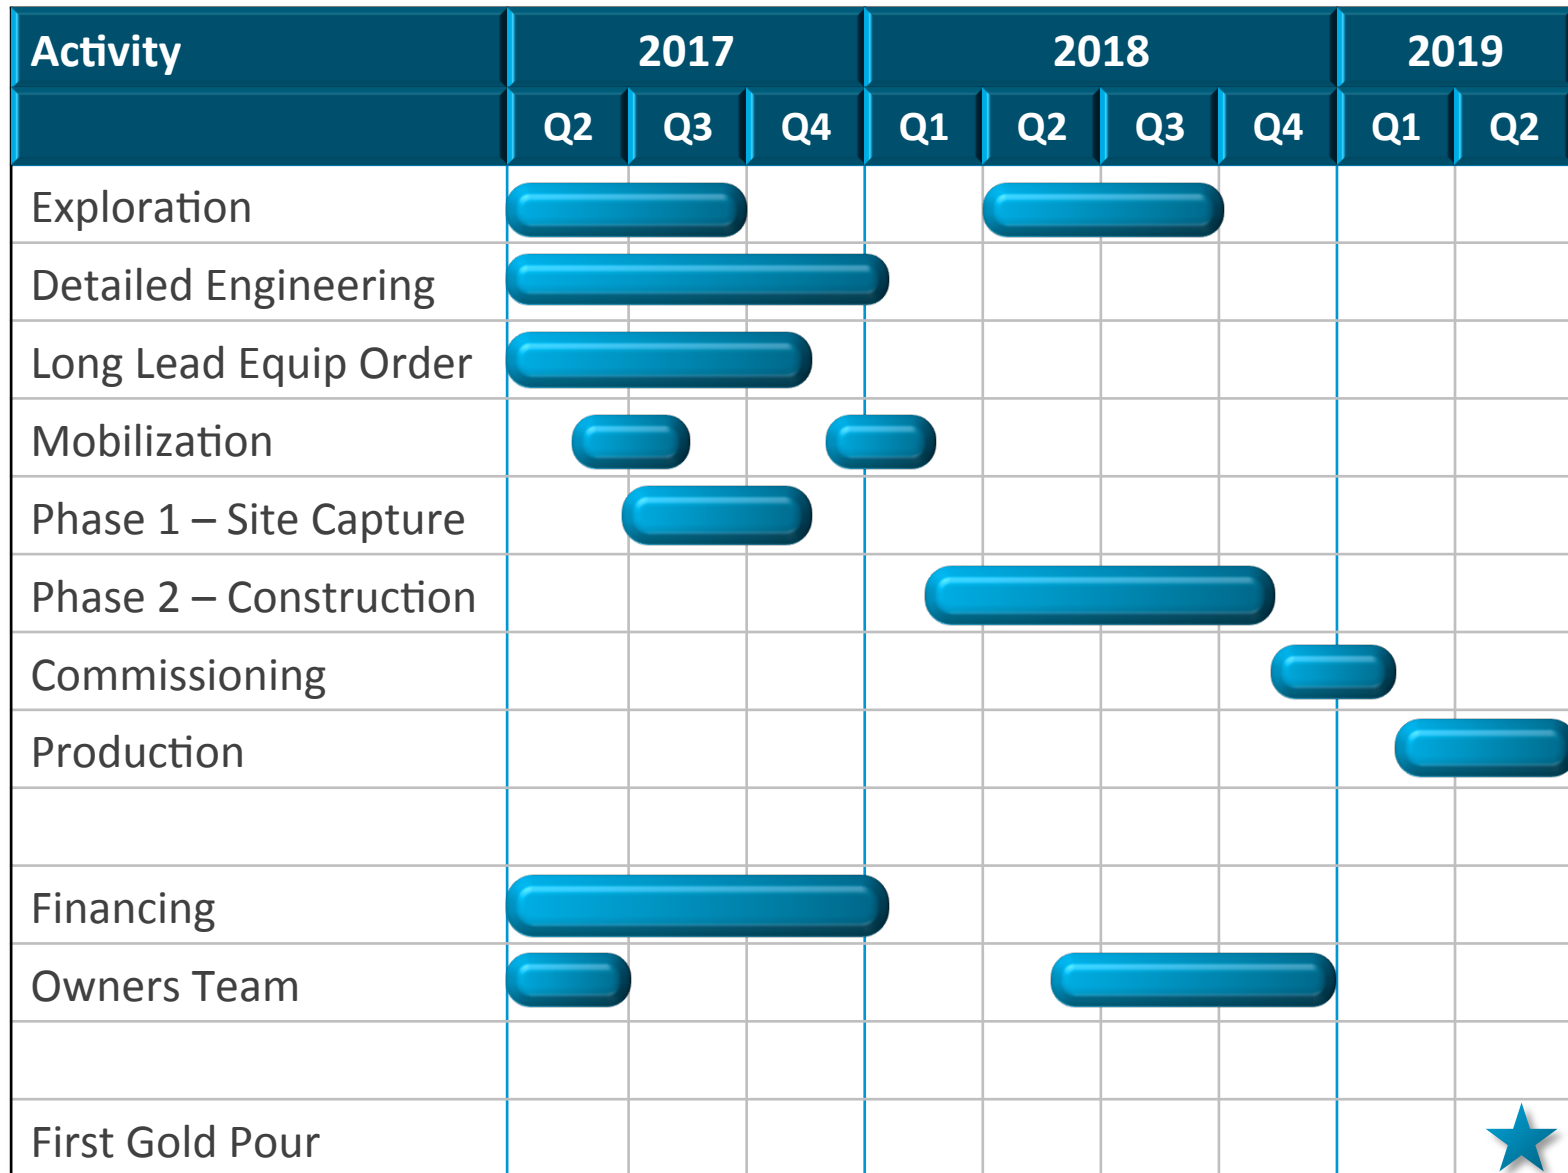 Activity 2017 2018 2019
Q2 Q3 Q4 Q1 Q2 Q3 Q4 Q1 Q2
Exploration
Detailed Engineering
Long Lead Equip Order
Mobilization
Phase 1 – Site Capture
Phase 2 – Construction
Commissioning
Production
Financing
Owners Team
First Gold Pour